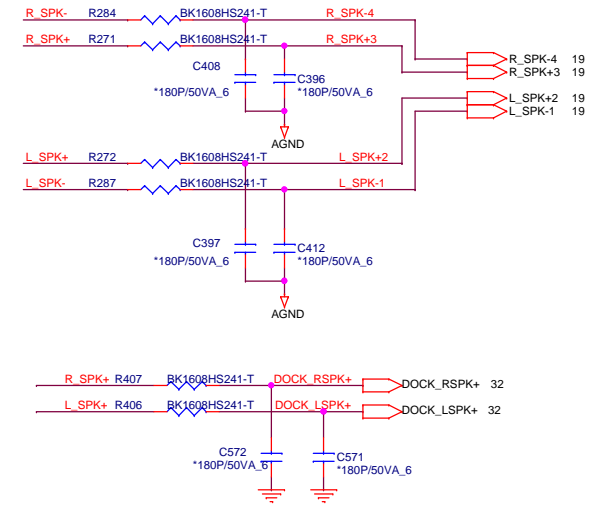 R_SPK- R284 BK1608HS241-T R_SPK-4
R_SPK+ R271 BK1608HS241-T R_SPK+3
R_SPK-4 19
C408 C396 R_SPK+3 19
*180P/50VA_6 *180P/50VA_6
L_SPK+2 19
L_SPK-1 19
AGND
L_SPK+ R272 BK1608HS241-T L_SPK+2
L_SPK- R287 BK1608HS241-T L_SPK-1
C397 C412
*180P/50VA_6 *180P/50VA_6
AGND
R_SPK+ R407 BK1608HS241-T DOCK_RSPK+ DOCK_RSPK+ 32
L_SPK+ R406 BK1608HS241-T DOCK_LSPK+ DOCK_LSPK+ 32
C572 C571
*180P/50VA_6 *180P/50VA_6